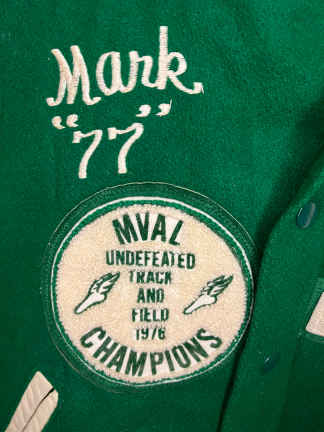 Mark
"77"
MVAL
UNDEFEATED
TRACK
AND
FIELD
1976
CHAMPIONS